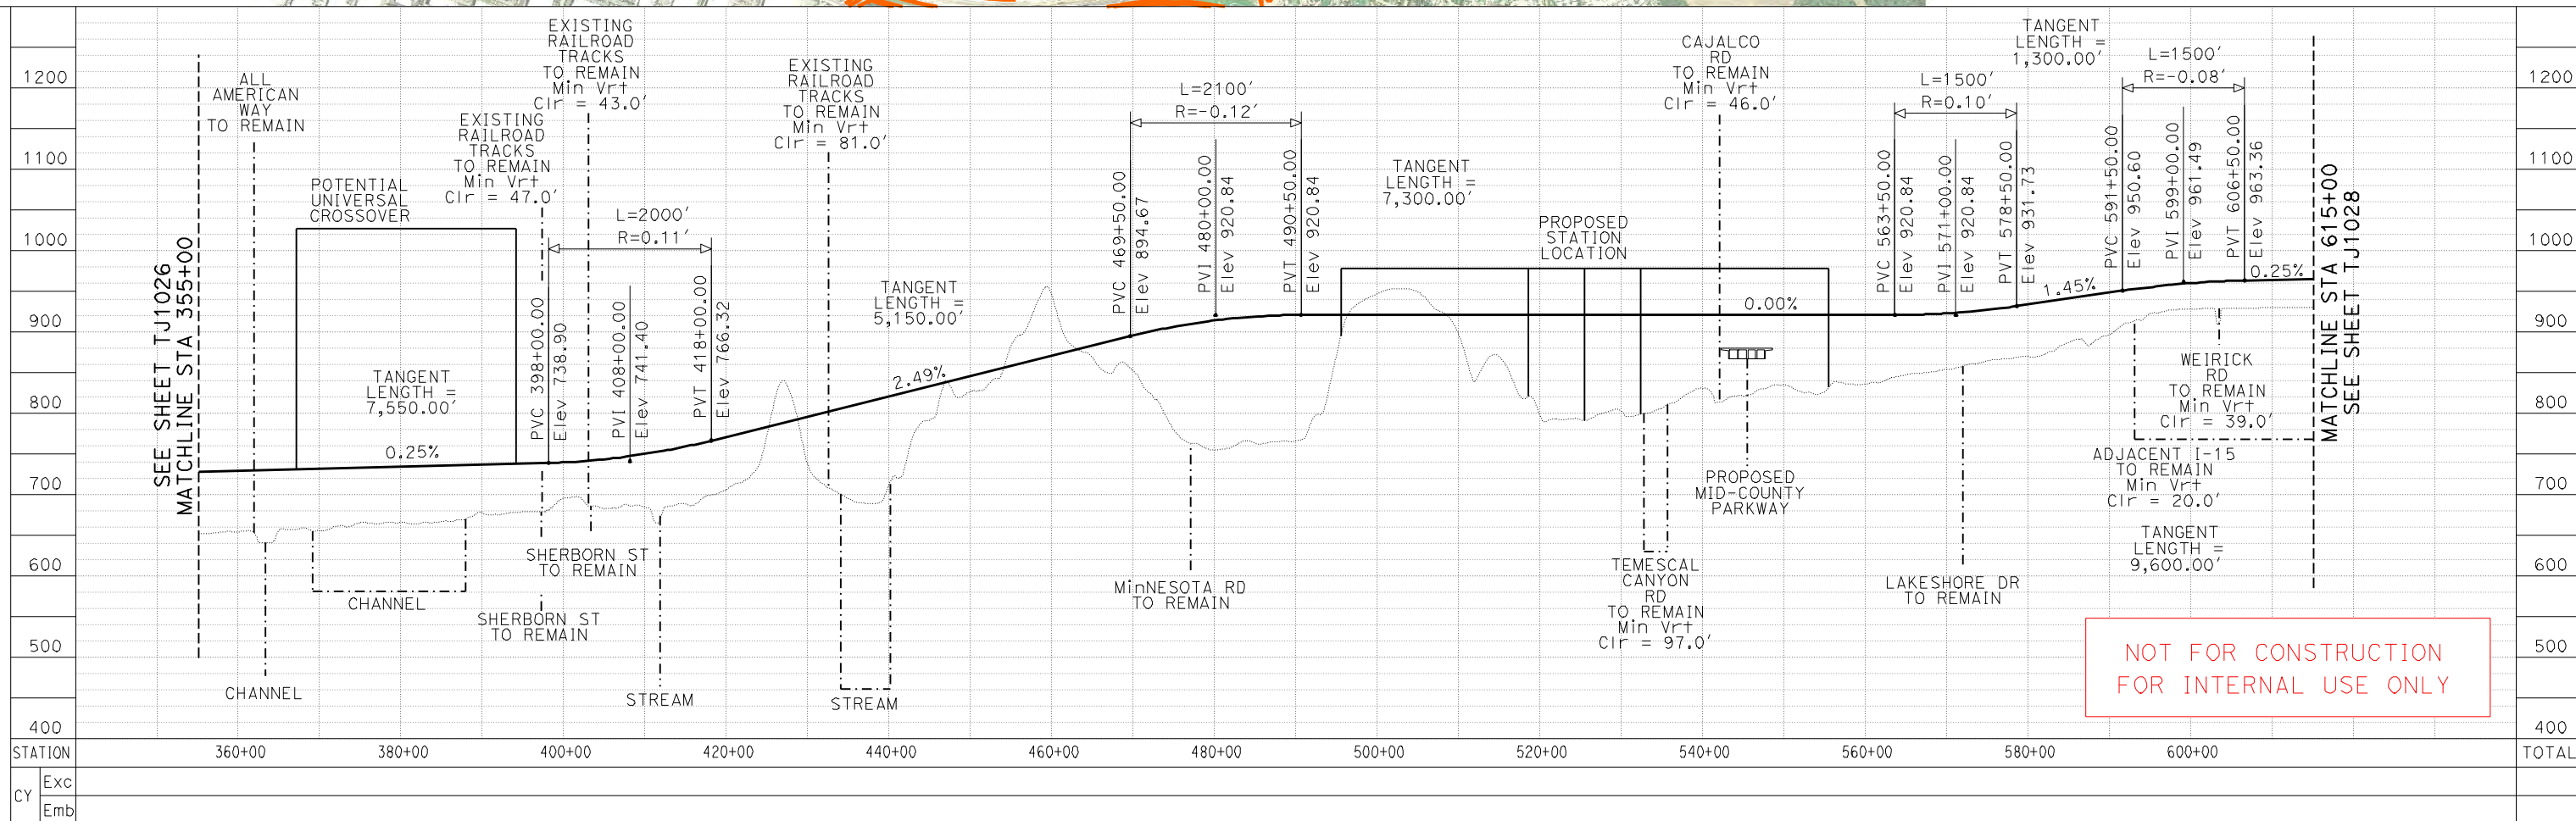 1200
1100
1000
900
800
700
600
500
400
SEE SHEET TJ1026
MATCHLINE STA 355+00
ALL
AMERICAN
WAY
TO REMAIN
POTENTIAL
UNIVERSAL
CROSSOVER
TANGENT
LENGTH =
7,550.00'
0.25%
CHANNEL
CHANNEL
EXISTING
RAILROAD
TRACKS
TO REMAIN
Min Vrt
Clr = 47.0'
EXISTING
RAILROAD
TRACKS
TO REMAIN
Min Vrt
Clr = 43.0'
L=2000'
R=0.11'
PVC 398+00.00
Elev 738.90
PVI 408+00.00
Elev 741.40
PVT 418+00.00
Elev 766.32
SHERBORN ST
TO REMAIN
SHERBORN ST
TO REMAIN
STREAM
EXISTING
RAILROAD
TRACKS
TO REMAIN
Min Vrt
Clr = 81.0'
TANGENT
LENGTH =
5,150.00'
2.49%
STREAM
L=2100'
R=-0.12'
PVC 469+50.00
Elev 894.67
PVI 480+00.00
Elev 920.84
PVT 490+50.00
Elev 920.84
MinNESOTA RD
TO REMAIN
TANGENT
LENGTH =
7,300.00'
PROPOSED
STATION
LOCATION
CAJALCO
RD
TO REMAIN
Min Vrt
Clr = 46.0'
0.00%
TEMESCAL
CANYON
RD
TO REMAIN
Min Vrt
Clr = 97.0'
PROPOSED
MID-COUNTY
PARKWAY
L=1500'
R=0.10'
PVC 563+50.00
Elev 920.84
PVI 571+00.00
Elev 920.84
PVT 578+50.00
Elev 931.73
LAKESHORE DR
TO REMAIN
TANGENT
LENGTH =
1,300.00'
1.45%
L=1500'
R=-0.08'
PVC 591+50.00
Elev 950.60
PVI 599+00.00
Elev 961.49
PVT 606+50.00
Elev 963.36
0.25%
WEIRICK
RD
TO REMAIN
Min Vrt
Clr = 39.0'
ADJACENT I-15
TO REMAIN
Min Vrt
Clr = 20.0'
TANGENT
LENGTH =
9,600.00'
MATCHLINE STA 615+00
SEE SHEET TJ1028
NOT FOR CONSTRUCTION
FOR INTERNAL USE ONLY
1200
1100
1000
900
800
700
600
500
400
STATION 360+00 380+00 400+00 420+00 440+00 460+00 480+00 500+00 520+00 540+00 560+00 580+00 600+00 TOTAL
CY Exc
Emb